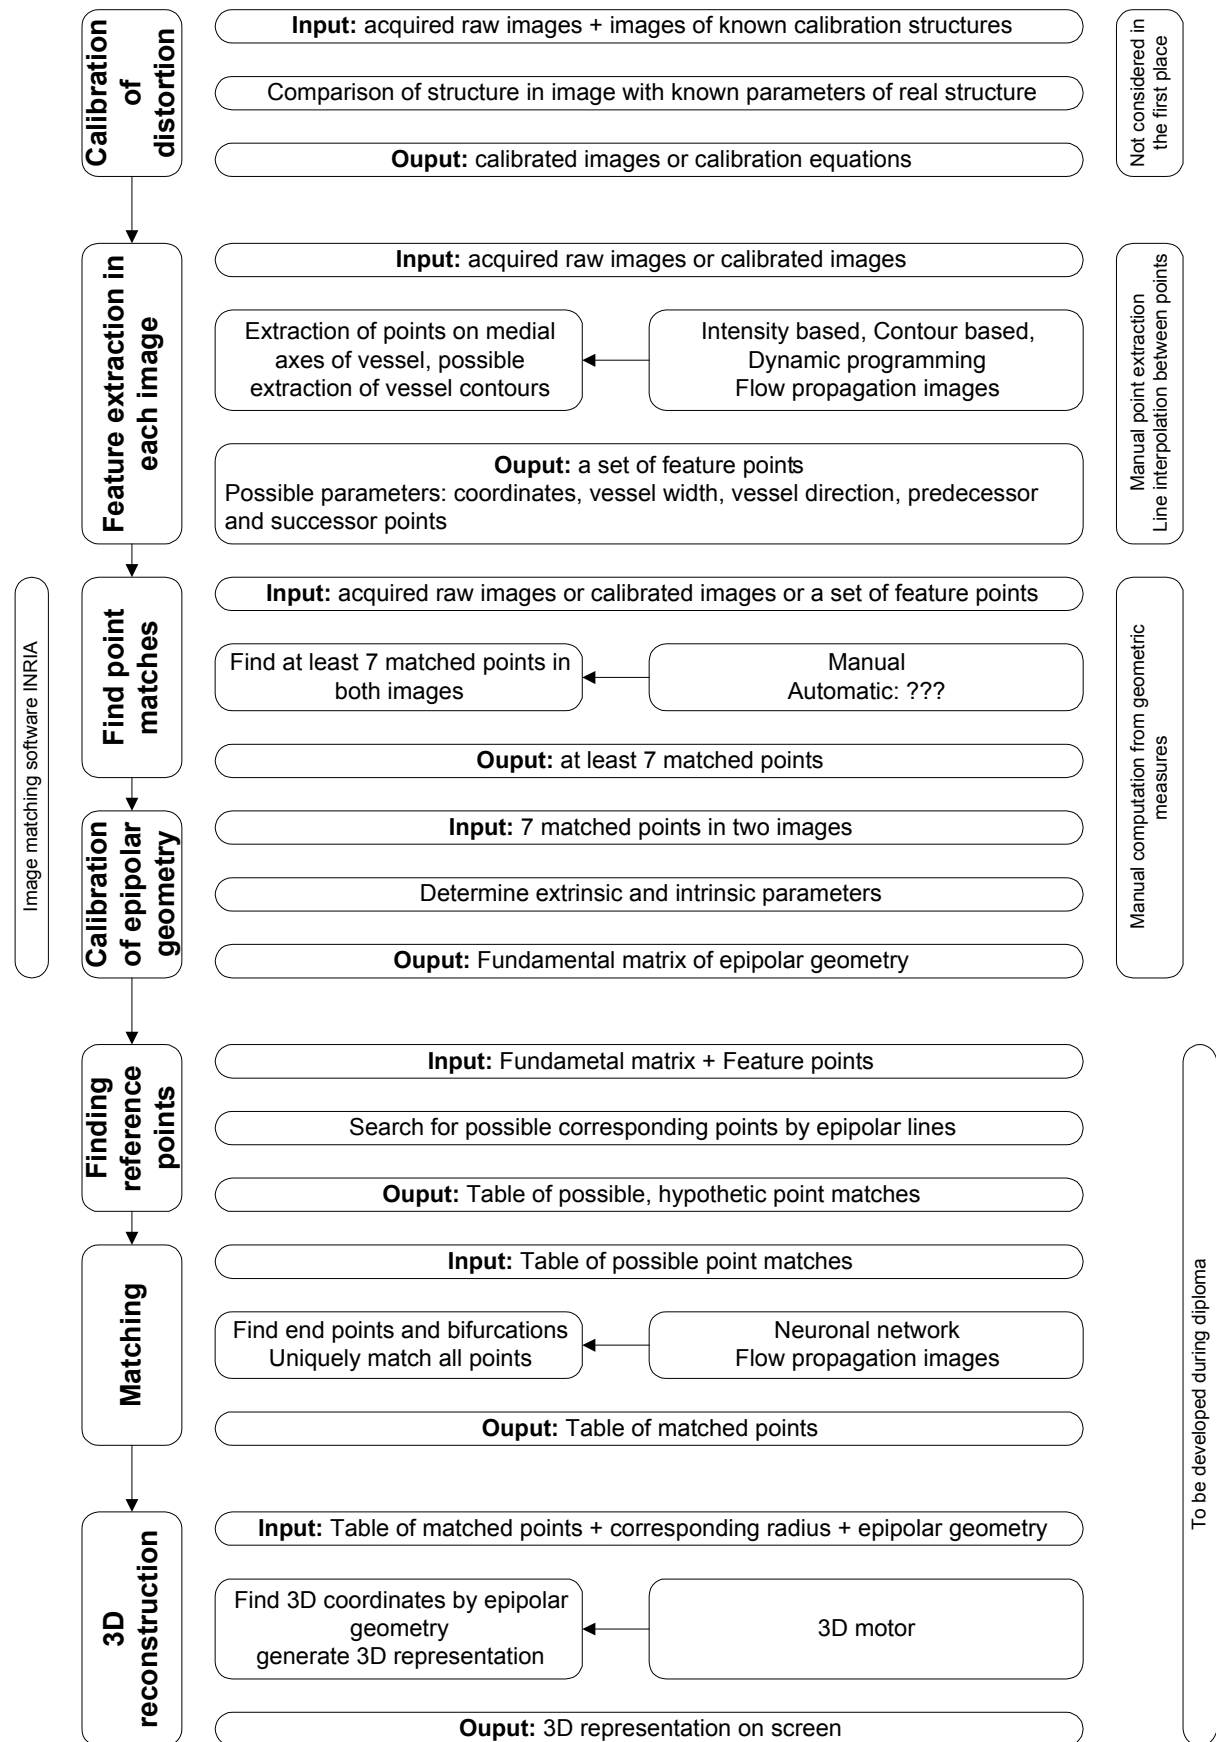 Calibration
of
distortion
Input: acquired raw images + images of known calibration structures
Comparison of structure in image with known parameters of real structure
Ouput: calibrated images or calibration equations
Not considered in
the first place
Feature extraction in
each image
Input: acquired raw images or calibrated images
Extraction of points on medial
axes of vessel, possible
extraction of vessel contours
Intensity based, Contour based,
Dynamic programming
Flow propagation images
Ouput: a set of feature points
Possible parameters: coordinates, vessel width, vessel direction, predecessor
and successor points
Manual point extraction
Line interpolation between points
Image matching software INRIA
Find point
matches
Input: acquired raw images or calibrated images or a set of feature points
Find at least 7 matched points in
both images
Manual
Automatic: ???
Ouput: at least 7 matched points
Manual computation from geometric
measures
Calibration
of epipolar
geometry
Input: 7 matched points in two images
Determine extrinsic and intrinsic parameters
Ouput: Fundamental matrix of epipolar geometry
Finding
reference
points
Input: Fundametal matrix + Feature points
Search for possible corresponding points by epipolar lines
Ouput: Table of possible, hypothetic point matches
To be developed during diploma
Matching
Input: Table of possible point matches
Find end points and bifurcations
Uniquely match all points
Neuronal network
Flow propagation images
Ouput: Table of matched points
3D
reconstruction
Input: Table of matched points + corresponding radius + epipolar geometry
Find 3D coordinates by epipolar
geometry
generate 3D representation
3D motor
Ouput: 3D representation on screen